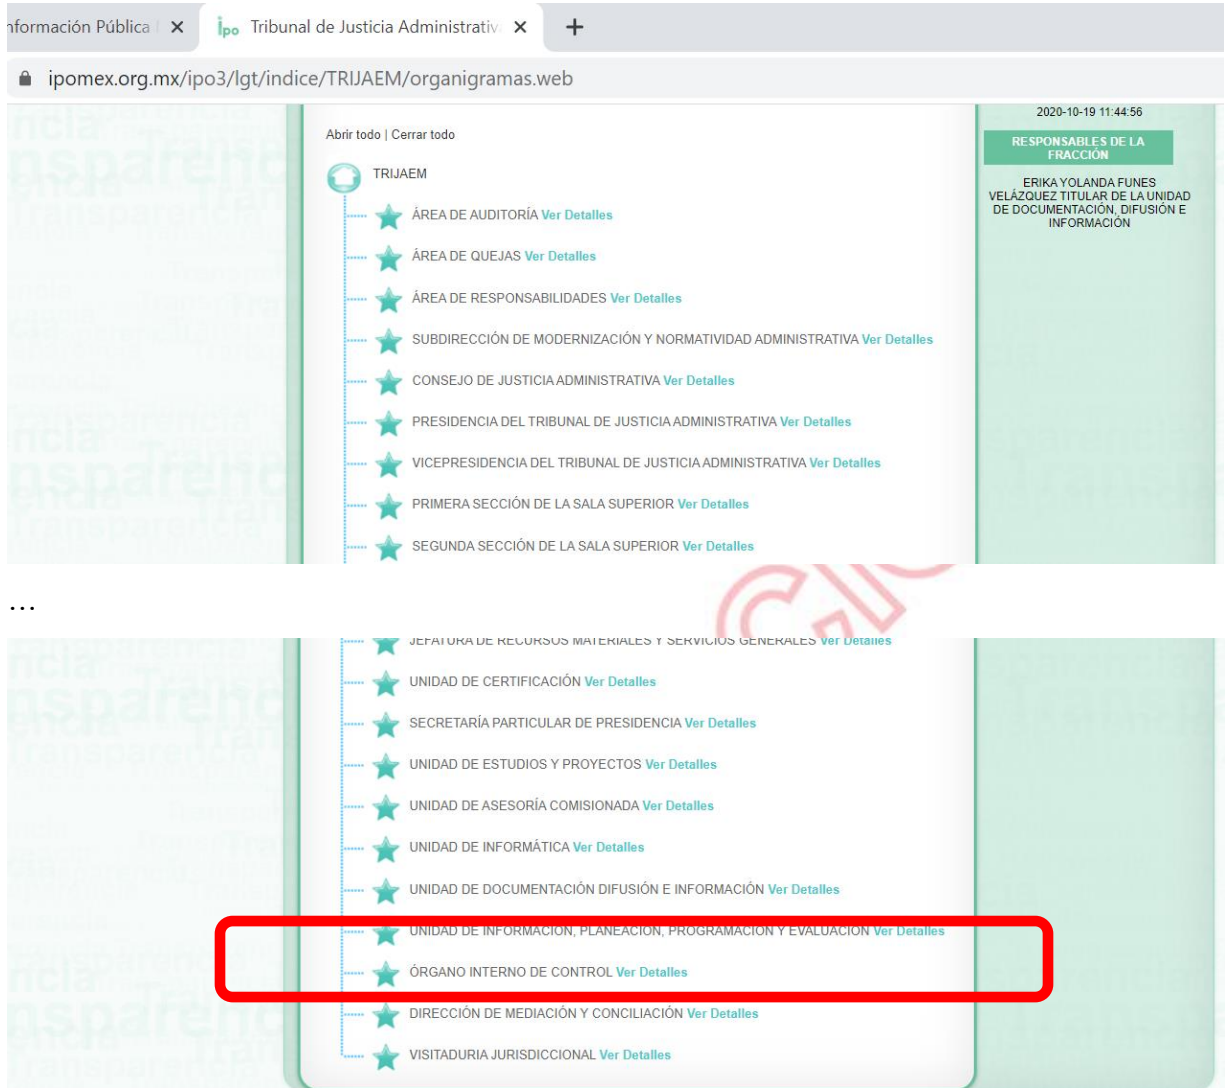 nformación Pública
ipo Tribunal de Justicia Administrativ
ipomex.org.mx/ipo3/lgt/indice/TRIJAEM/organigramas.web
2020-10-19 11:44:56
RESPONSABLES DE LA
FRACCIÓN
ERIKA YOLANDA FUNES
VELÁZQUEZ TITULAR DE LA UNIDAD
DE DOCUMENTACIÓN, DIFUSIÓN E
INFORMACIÓN
Abrir todo | Cerrar todo
TRIJAEM
ÁREA DE AUDITORÍA Ver Detalles
ÁREA DE QUEJAS Ver Detalles
ÁREA DE RESPONSABILIDADES Ver Detalles
SUBDIRECCIÓN DE MODERNIZACIÓN Y NORMATIVIDAD ADMINISTRATIVA Ver Detalles
CONSEJO DE JUSTICIA ADMINISTRATIVA Ver Detalles
PRESIDENCIA DEL TRIBUNAL DE JUSTICIA ADMINISTRATIVA Ver Detalles
VICEPRESIDENCIA DEL TRIBUNAL DE JUSTICIA ADMINISTRATIVA Ver Detalles
PRIMERA SECCIÓN DE LA SALA SUPERIOR Ver Detalles
SEGUNDA SECCIÓN DE LA SALA SUPERIOR Ver Detalles
...
JEFATURA DE RECURSOS MATERIALES Y SERVICIOS GENERALES Ver Detalles
UNIDAD DE CERTIFICACIÓN Ver Detalles
SECRETARÍA PARTICULAR DE PRESIDENCIA Ver Detalles
UNIDAD DE ESTUDIOS Y PROYECTOS Ver Detalles
UNIDAD DE ASESORÍA COMISIONADA Ver Detalles
UNIDAD DE INFORMÁTICA Ver Detalles
UNIDAD DE DOCUMENTACIÓN DIFUSIÓN E INFORMACIÓN Ver Detalles
UNIDAD DE INFORMACIÓN, PLANEACIÓN, PROGRAMACIÓN Y EVALUACIÓN Ver Detalles
ÓRGANO INTERNO DE CONTROL Ver Detalles
DIRECCIÓN DE MEDIACIÓN Y CONCILIACIÓN Ver Detalles
VISITADURIA JURISDICCIONAL Ver Detalles